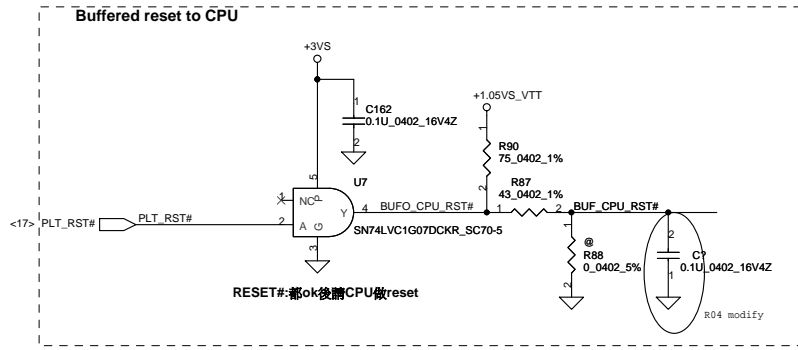 Buffered reset to CPU
+3VS
1
C162
0.1U_0402_16V4Z
2
+1.05VS_VTT
1
R90
75_0402_1%
2
5
U7
1
NC
P
<17> PLT_RST#
PLT_RST#
2
A
G
Y
4
BUFO_CPU_RST#
3
SN74LVC1G07DCKR_SC70-5
R87
43_0402_1%
1
2
BUF_CPU_RST#
1
@
R88
0_0402_5%
2
2
C?
0.1U_0402_16V4Z
1
R04 modify
RESET#:都ok後請CPU做reset